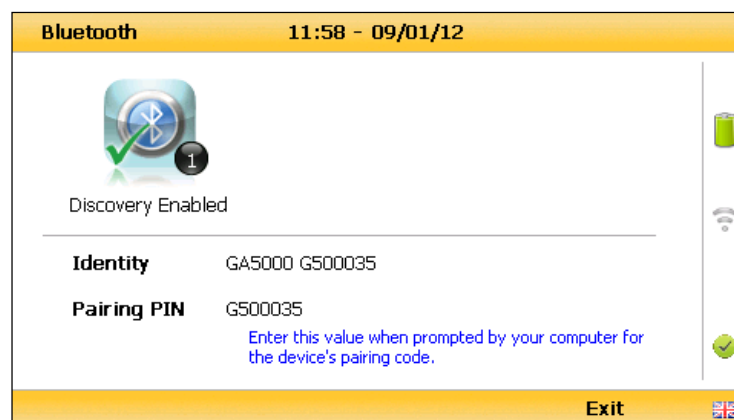 Bluetooth 11:58 - 09/01/12
1
Discovery Enabled
Identity GA5000 G500035
Pairing PIN G500035
Enter this value when prompted by your computer for
the device's pairing code.
Exit